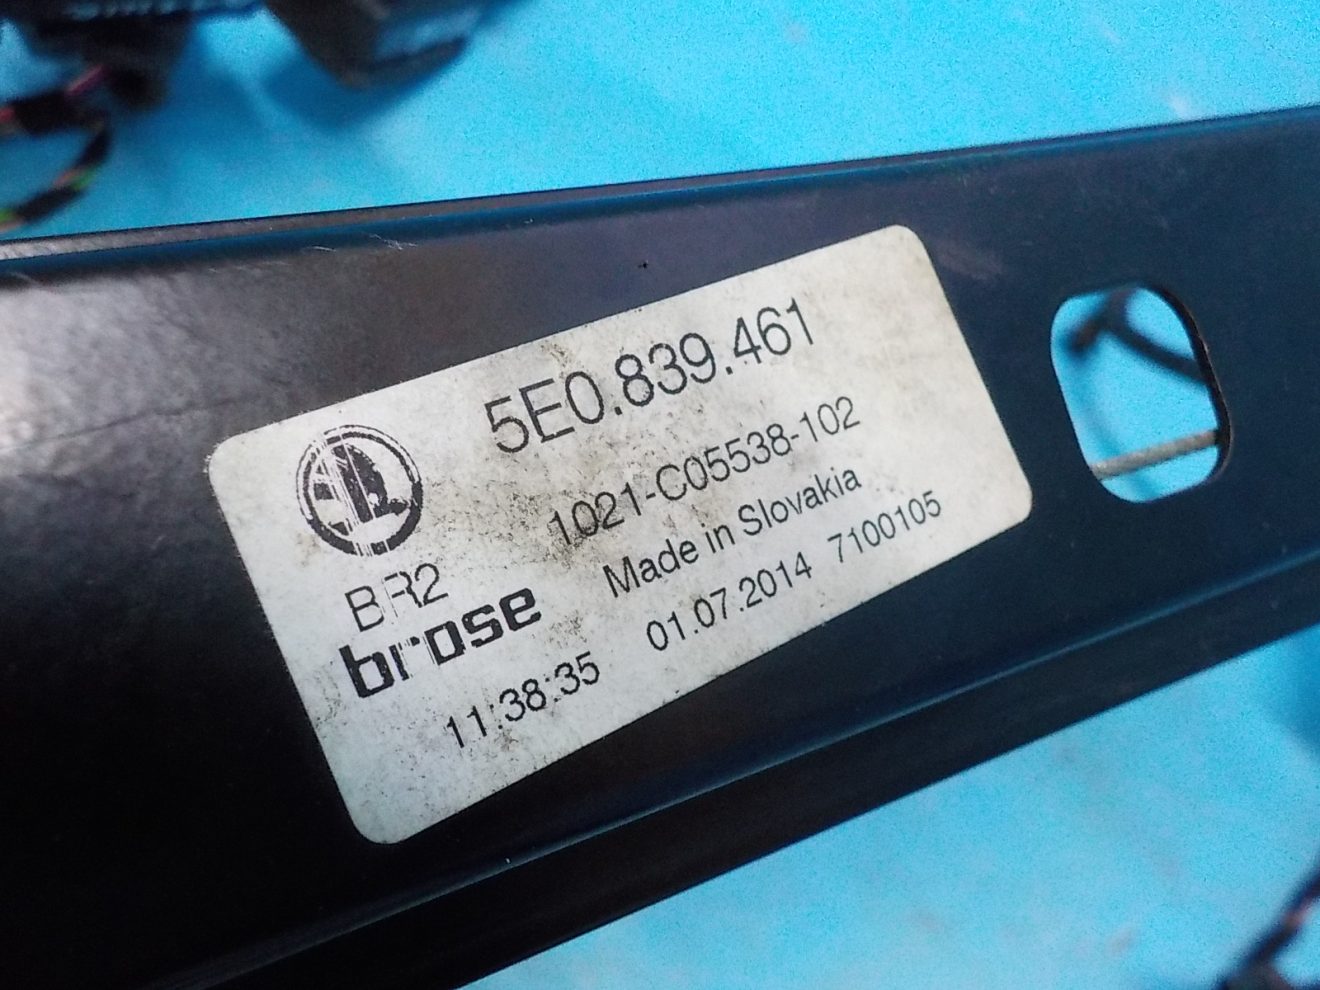 5E0.839.461
1021-C05538-102
BR2
Made in Slovakia
brose
11:38:35 01.07.2014 7100105